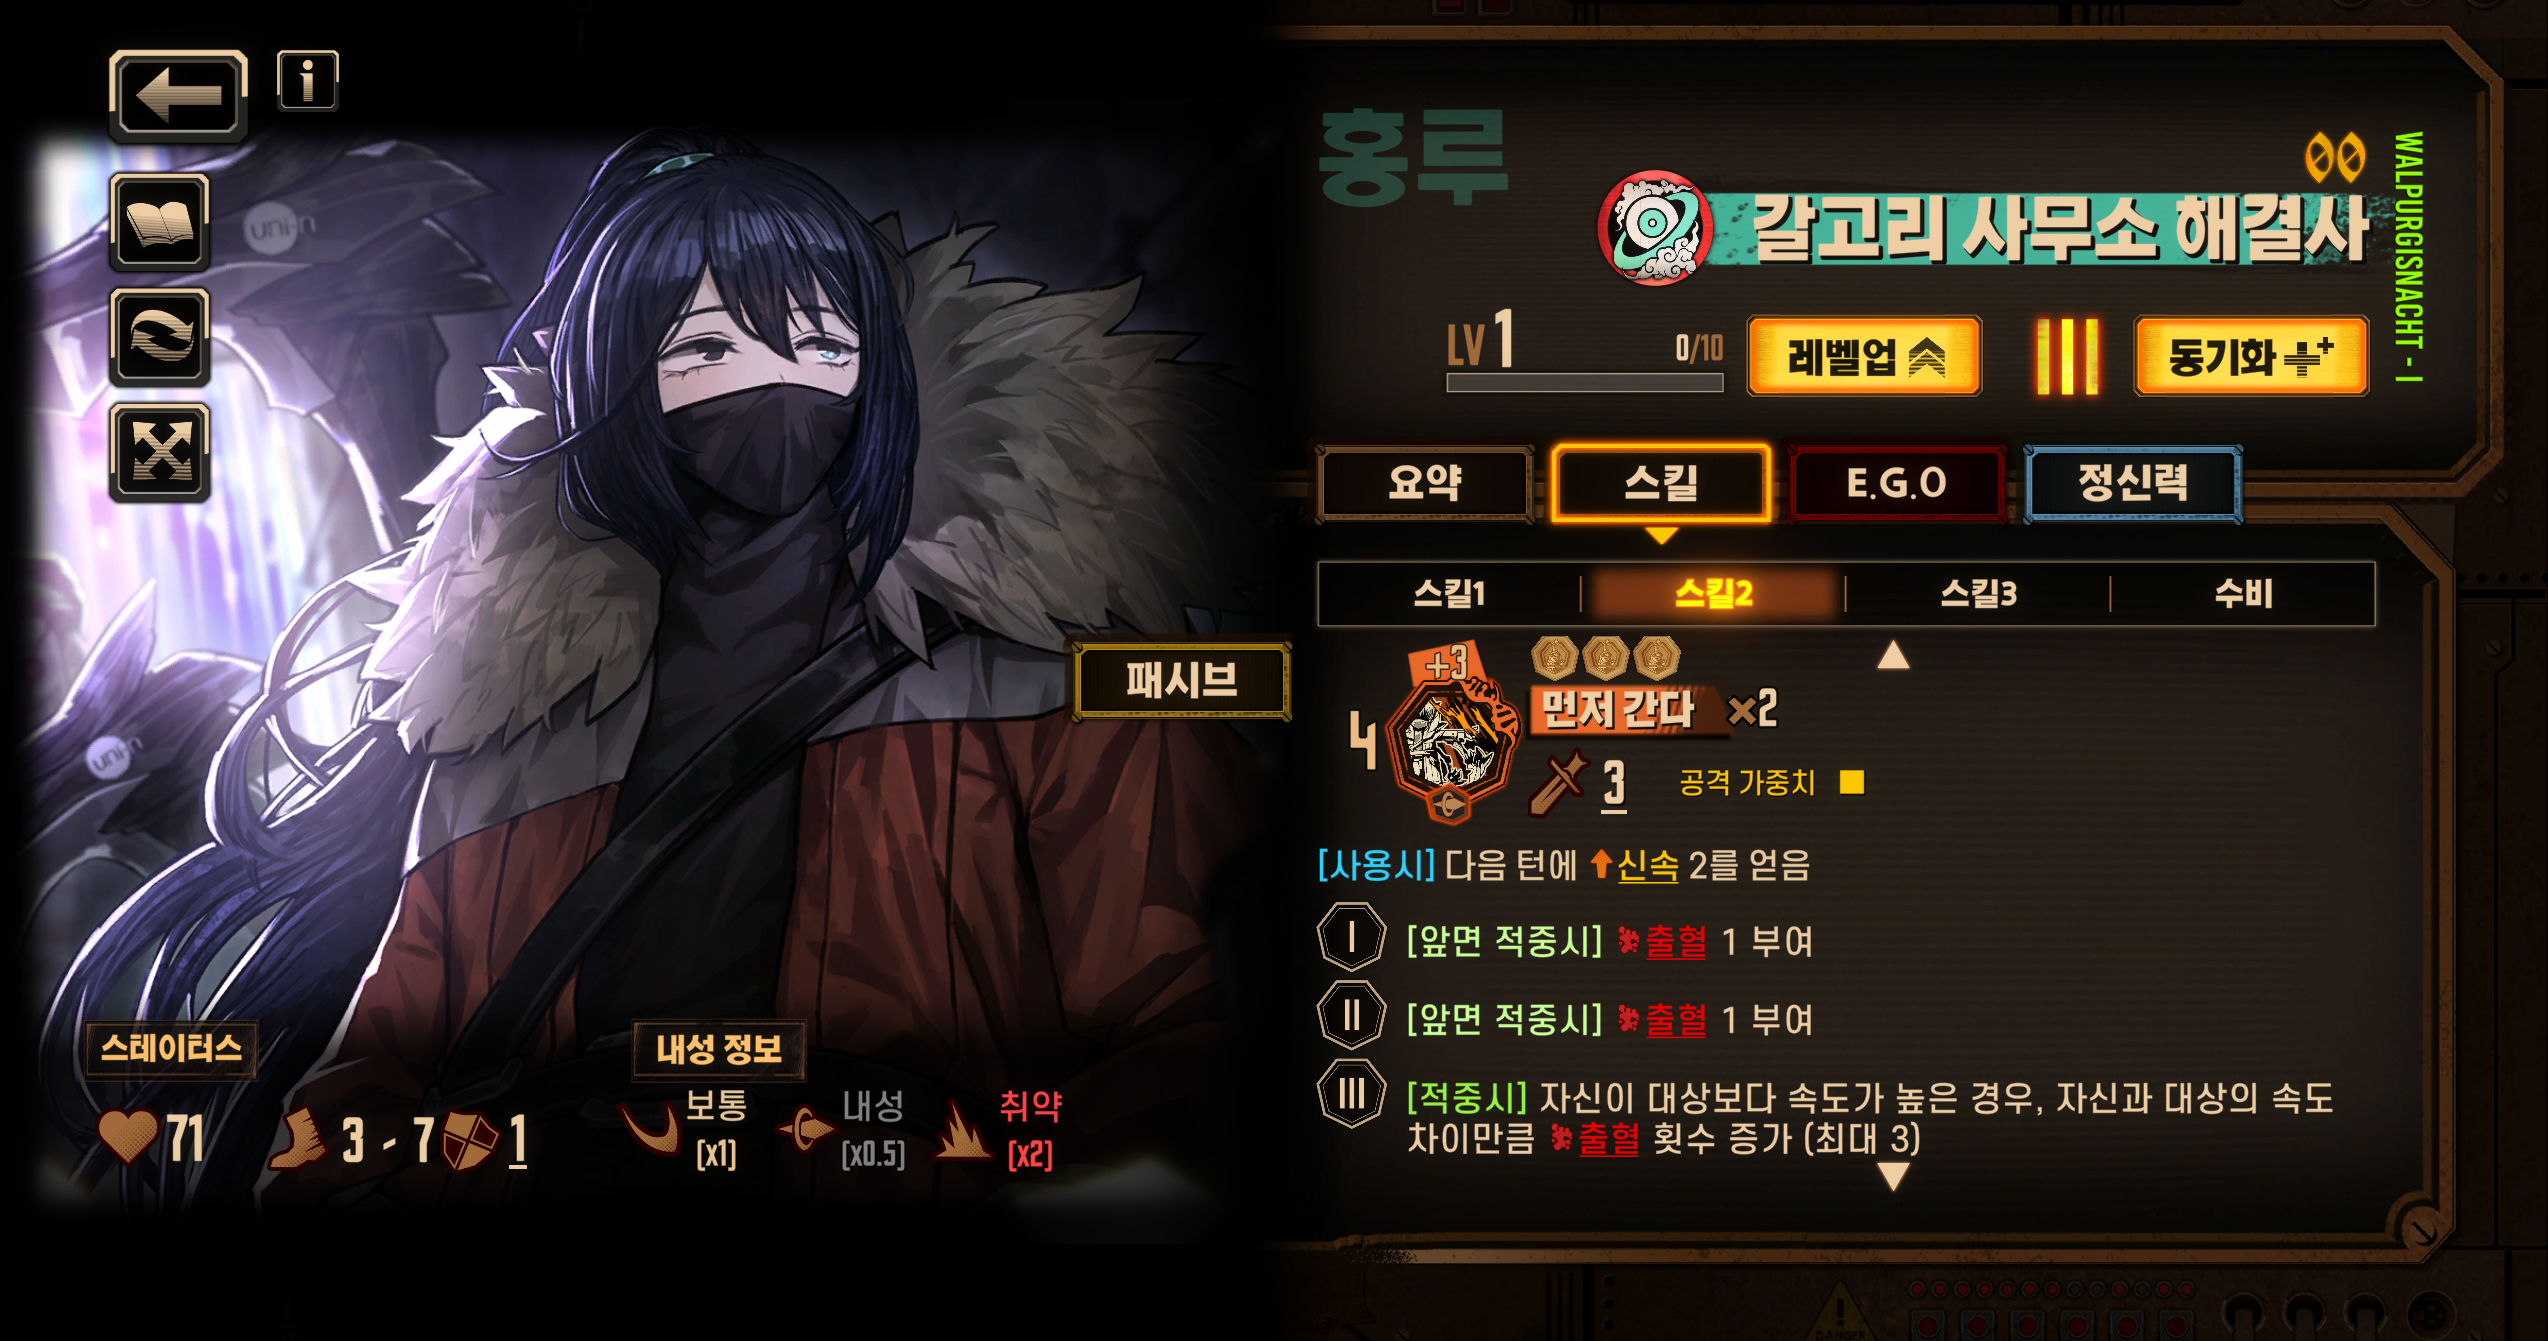 홍루
갈고리 사무소 해결사
WALPURGISNACHT - I
LV 1
0/10
레벨업
동기화
요약
스킬
E.G.O
정신력
스킬1
스킬2
스킬3
수비
패시브
+3
4
먼저 간다 ×2
3
공격 가중치
[사용시] 다음 턴에 신속 2를 얻음
I
[앞면 적중시] 출혈 1 부여
II
[앞면 적중시] 출혈 1 부여
III
[적중시] 자신이 대상보다 속도가 높은 경우, 자신과 대상의 속도
차이만큼 출혈 횟수 증가 (최대 3)
uni-n
uni-n
스테이터스
71
3 - 7
1
내성 정보
보통
[x1]
내성
[x0.5]
취약
[x2]
DANGER